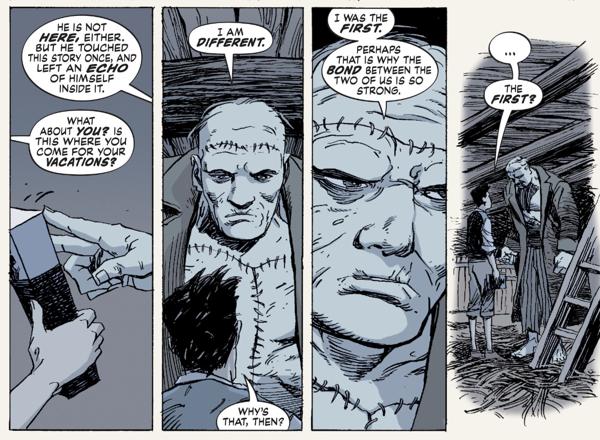 HE IS NOT
HERE, EITHER.
BUT HE TOUCHED
THIS STORY ONCE, AND
LEFT AN ECHO
OF HIMSELF
INSIDE IT.
WHAT
ABOUT YOU? IS
THIS WHERE YOU
COME FOR YOUR
VACATIONS?
I AM
DIFFERENT.
WHY'S
THAT, THEN?
I WAS THE
FIRST.
PERHAPS
THAT IS WHY THE
BOND BETWEEN THE
TWO OF US IS SO
STRONG.
...
THE
FIRST?